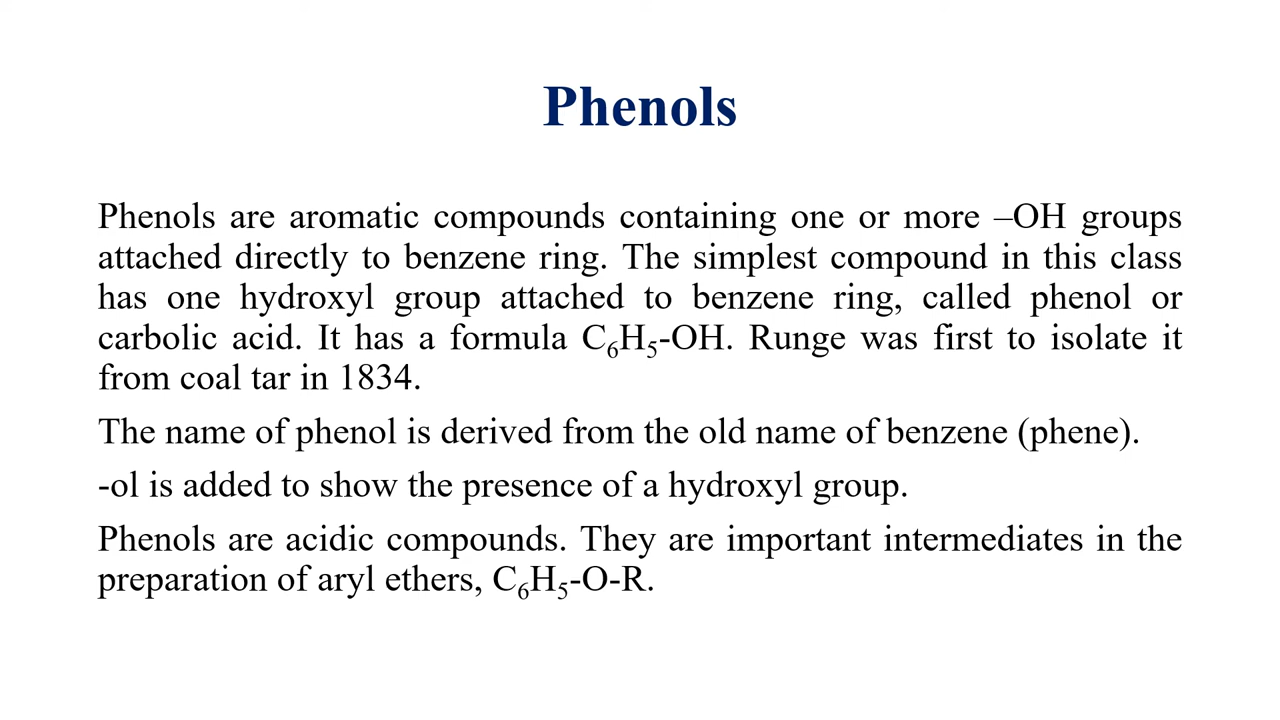 Phenols
Phenols are aromatic compounds containing one or more –OH groups
attached directly to benzene ring. The simplest compound in this class
has one hydroxyl group attached to benzene ring, called phenol or
carbolic acid. It has a formula C₆H₅-OH. Runge was first to isolate it
from coal tar in 1834.
The name of phenol is derived from the old name of benzene (phene).
-ol is added to show the presence of a hydroxyl group.
Phenols are acidic compounds. They are important intermediates in the
preparation of aryl ethers, C₆H₅-O-R.